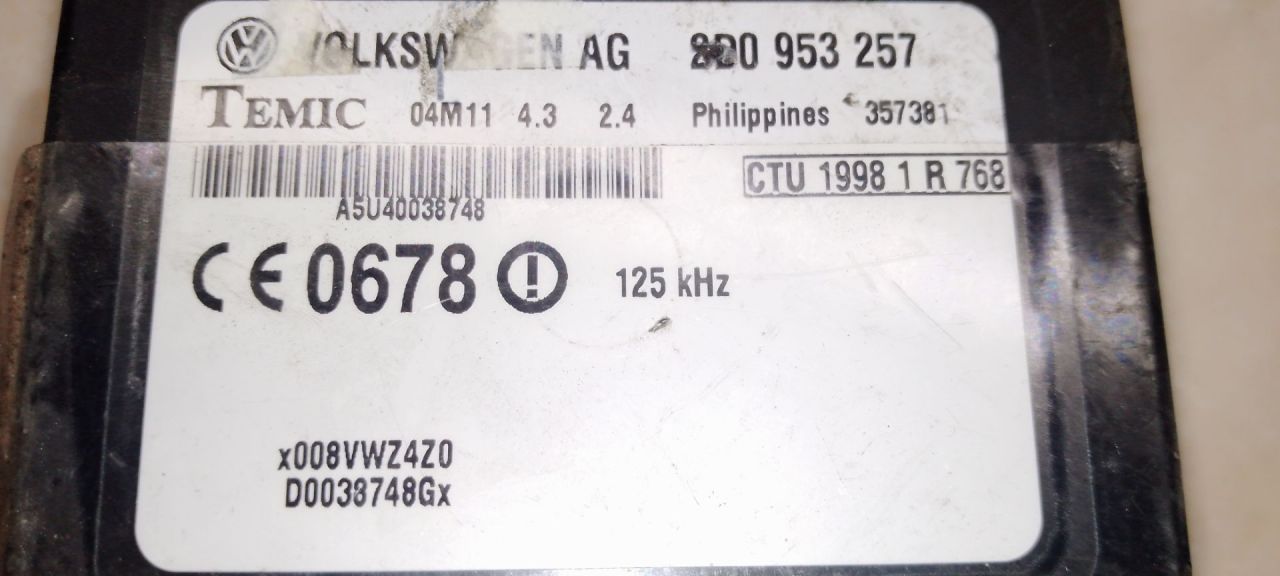 VOLKSWAGEN AG 8D0 953 257
TEMIC 04M11 4.3 2.4 Philippines 357381
CTU 1998 1 R 768
A5U40038748
CE 0678 125 kHz
x008VWZ4Z0
D0038748Gx